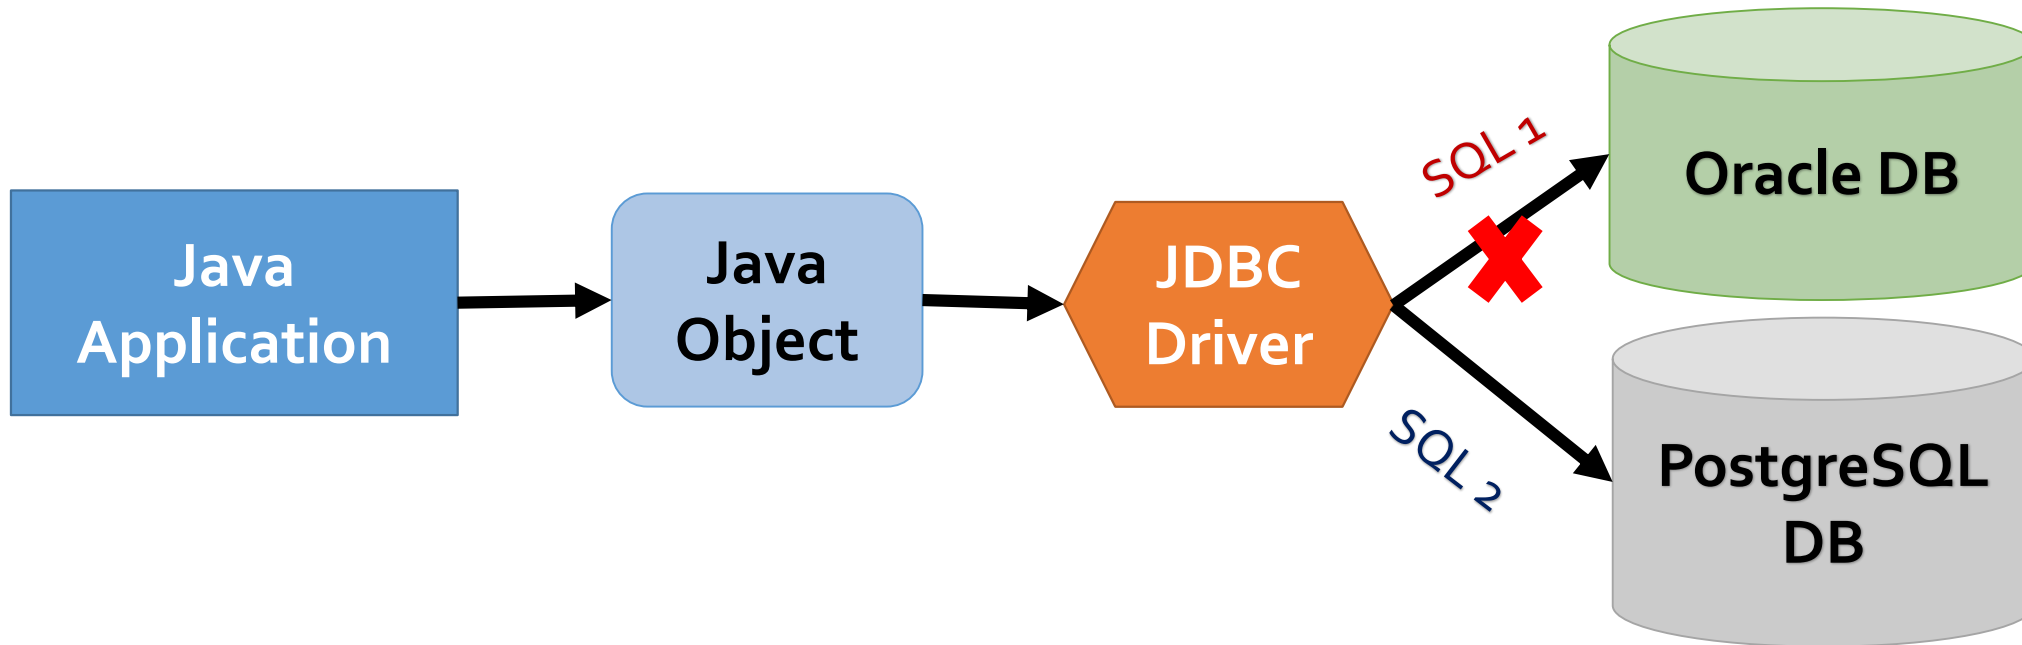 Java
Application
Java
Object
JDBC
Driver
SQL 1
SQL 2
Oracle DB
PostgreSQL
DB